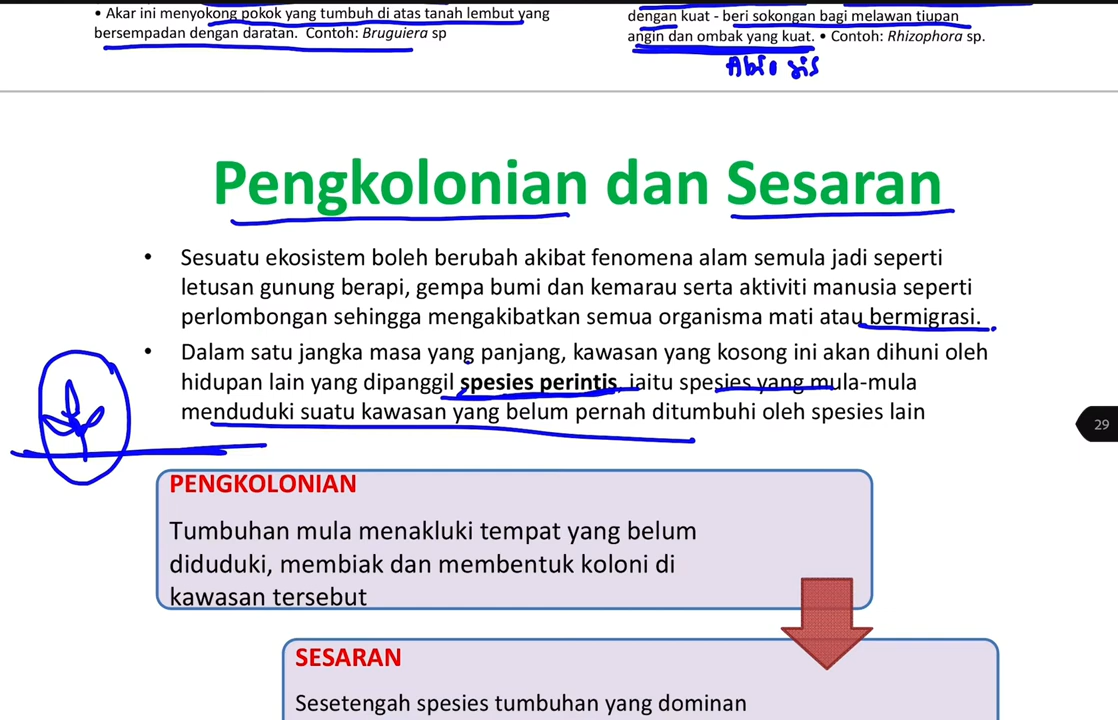 • Akar ini menyokong pokok yang tumbuh di atas tanah lembut yang
bersempadan dengan daratan. Contoh: Bruguiera sp
dengan kuat - beri sokongan bagi melawan tiupan
angin dan ombak yang kuat. • Contoh: Rhizophora sp.
Pengkolonian dan Sesaran
• Sesuatu ekosistem boleh berubah akibat fenomena alam semula jadi seperti
letusan gunung berapi, gempa bumi dan kemarau serta aktiviti manusia seperti
perlombongan sehingga mengakibatkan semua organisma mati atau bermigrasi.
• Dalam satu jangka masa yang panjang, kawasan yang kosong ini akan dihuni oleh
hidupan lain yang dipanggil spesies perintis, iaitu spesies yang mula-mula
menduduki suatu kawasan yang belum pernah ditumbuhi oleh spesies lain
29
PENGKOLONIAN
Tumbuhan mula menakluki tempat yang belum
diduduki, membiak dan membentuk koloni di
kawasan tersebut
SESARAN
Sesetengah spesies tumbuhan yang dominan